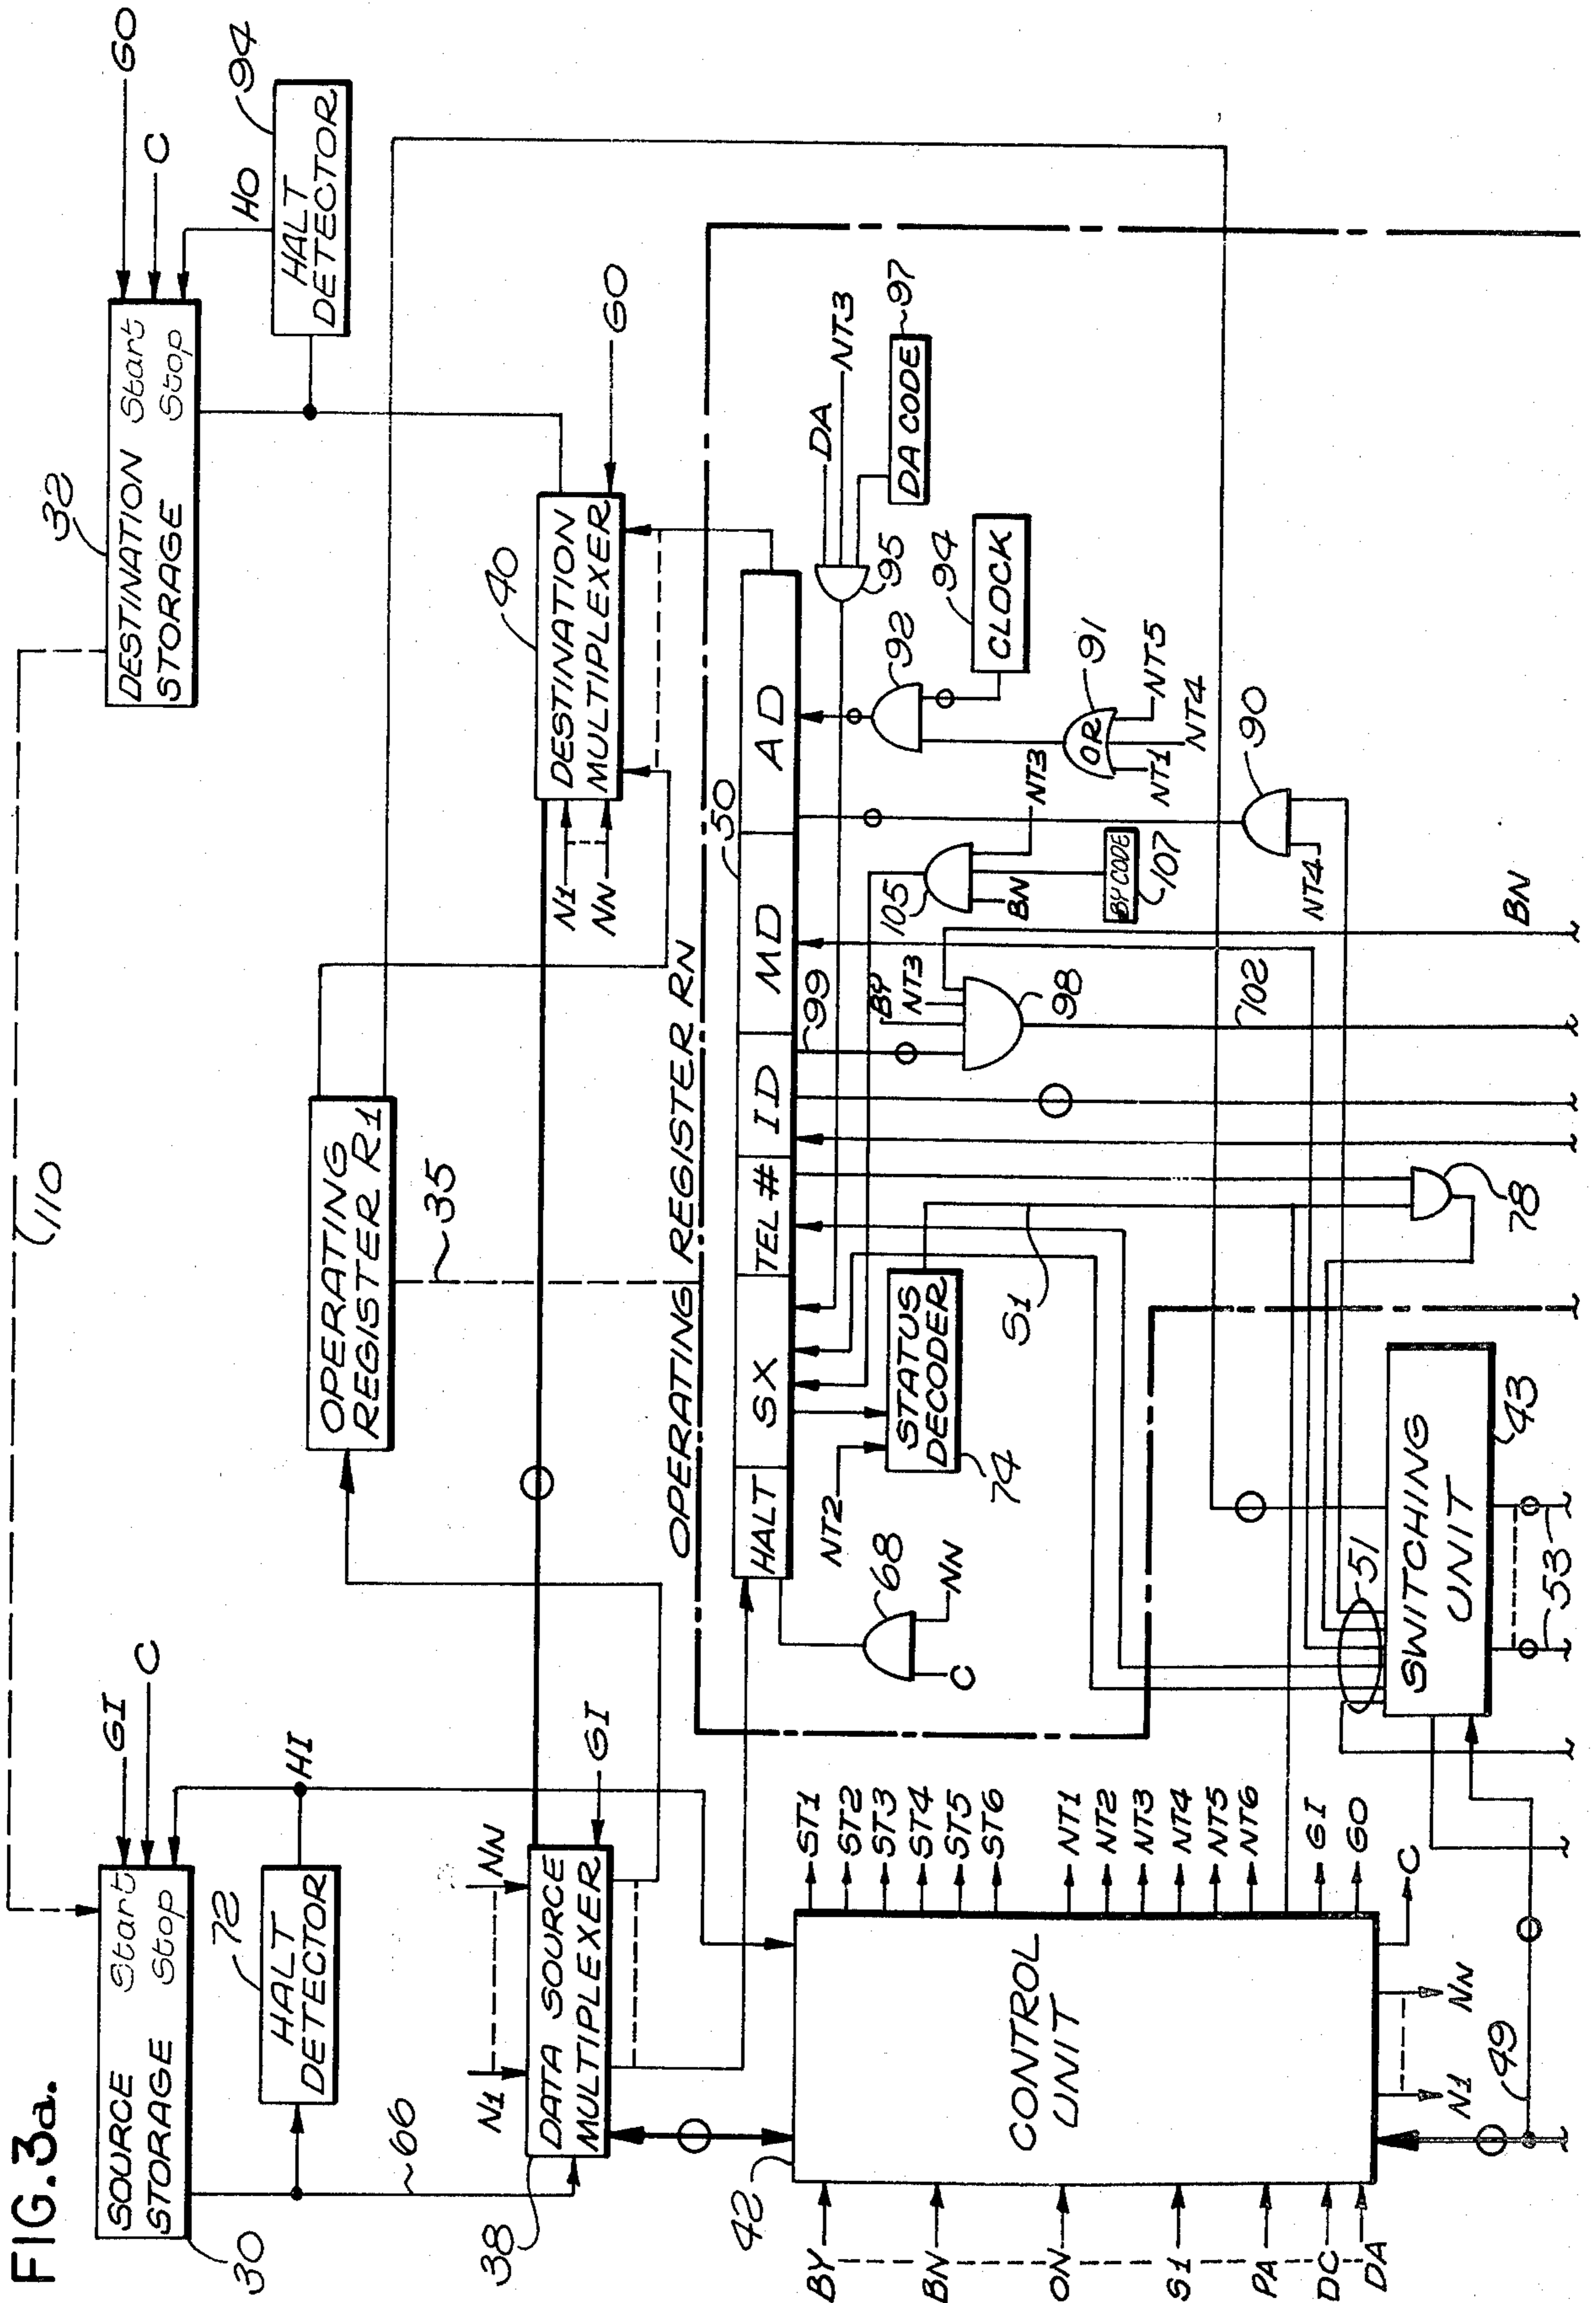 FIG.3a.
SOURCE Start
STORAGE Stop
30
GI
C
110
DESTINATION Start
STORAGE Stop
32
GO
C
HO
HALT
DETECTOR
94
HALT
DETECTOR
72
HI
66
OPERATING
REGISTER R1
35
N1
NN
DATA SOURCE
MULTIPLEXER
38
GI
DESTINATION
MULTIPLEXER
40
N1
NN
GO
OPERATING REGISTER RN
50
HALT
SX
TEL#
ID
MD
AD
68
C
NN
NT2
STATUS
DECODER
74
S1
78
99
BY
NT3
98
102
BN
105
BN
NT3
BY CODE
107
92
CLOCK
94
OR
91
NT1
NT4
NT5
90
NT4
95
DA
NT3
DA CODE
97
CONTROL
UNIT
42
BY
BN
ON
S1
PA
DC
DA
ST1
ST2
ST3
ST4
ST5
ST6
NT1
NT2
NT3
NT4
NT5
NT6
GI
GO
C
N1
NN
49
51
SWITCHING
UNIT
43
53